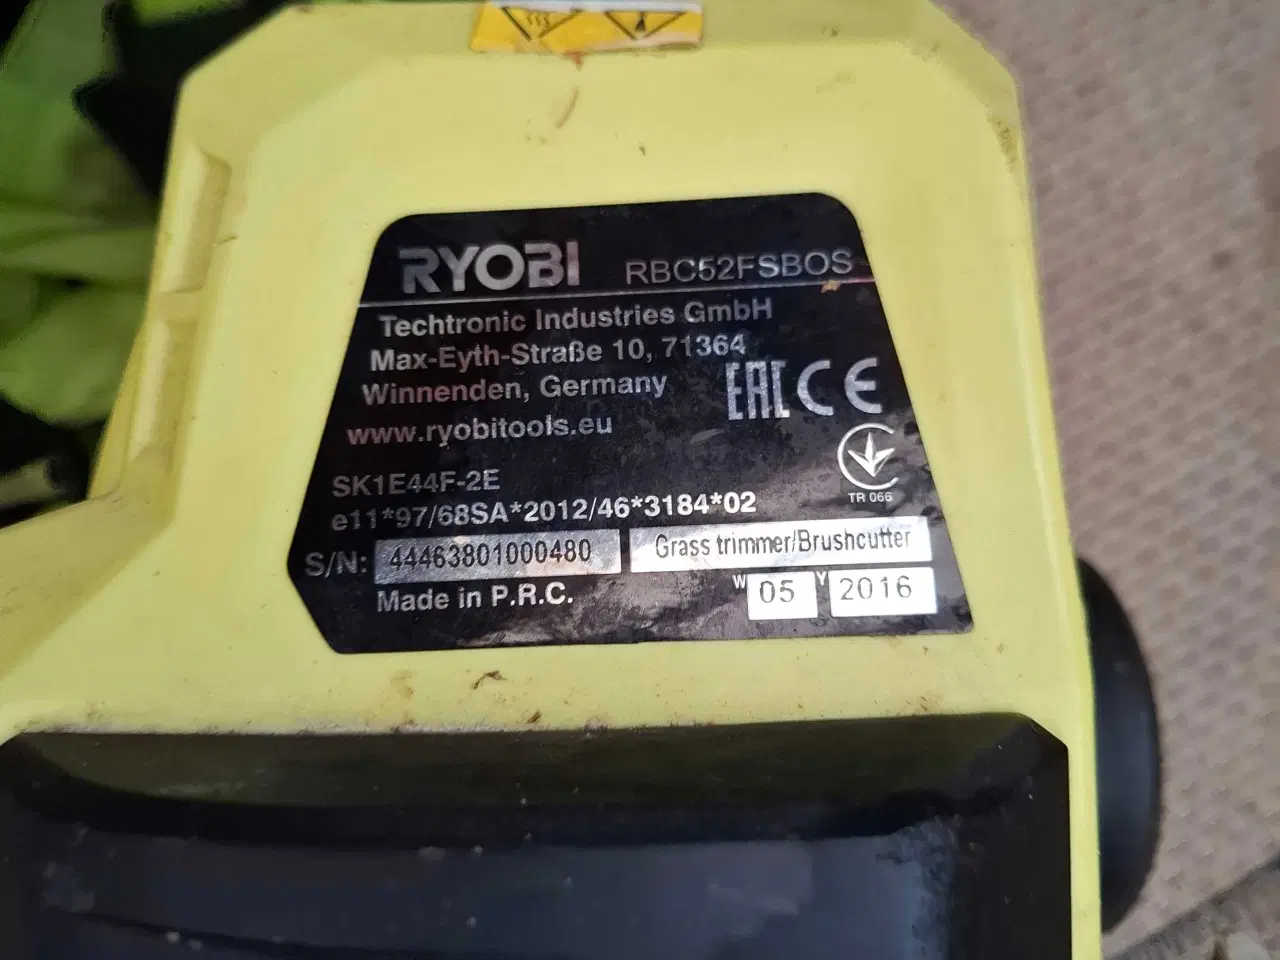 RYOBI RBC52FSBOS
Techtronic Industries GmbH
Max-Eyth-Straße 10, 71364
Winnenden, Germany
EAC CE
www.ryobitools.eu
TR 066
SK1E44F-2E
e11*97/68SA*2012/46*3184*02
S/N: 44463801000480 Grass trimmer/Brushcutter
Made in P.R.C. W 05 Y 2016